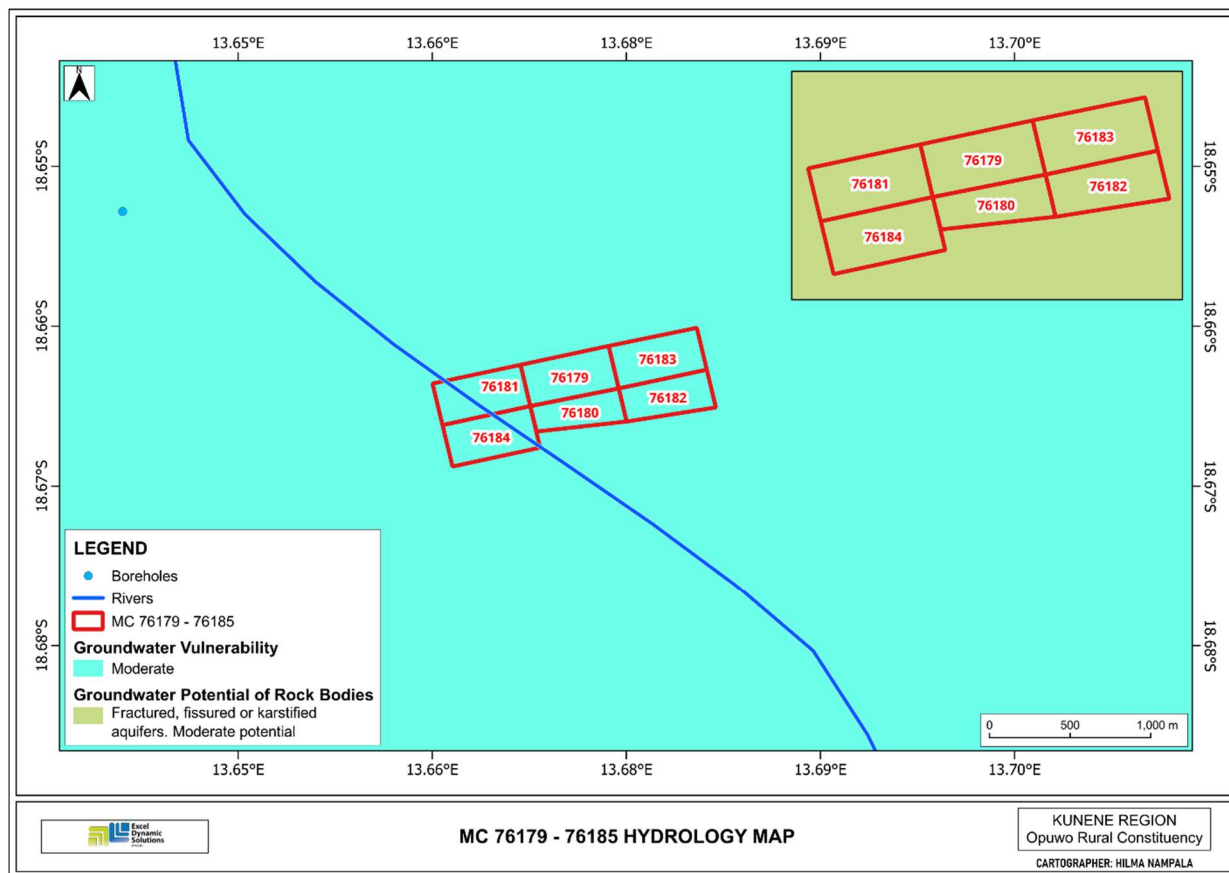 13.65°E
13.66°E
13.68°E
13.69°E
13.70°E
N
18.65°S
18.65°S
76183
76179
76181
76182
76180
76184
18.66°S
18.66°S
76183
76179
76181
76182
76180
76184
18.67°S
18.67°S
LEGEND
Boreholes
Rivers
MC 76179 - 76185
Groundwater Vulnerability
Moderate
Groundwater Potential of Rock Bodies
Fractured, fissured or karstified
aquifers. Moderate potential
18.68°S
18.68°S
0 500 1,000 m
13.65°E
13.66°E
13.68°E
13.69°E
13.70°E
Excel
Dynamic
Solutions
MC 76179 - 76185 HYDROLOGY MAP
KUNENE REGION
Opuwo Rural Constituency
CARTOGRAPHER: HILMA NAMPALA